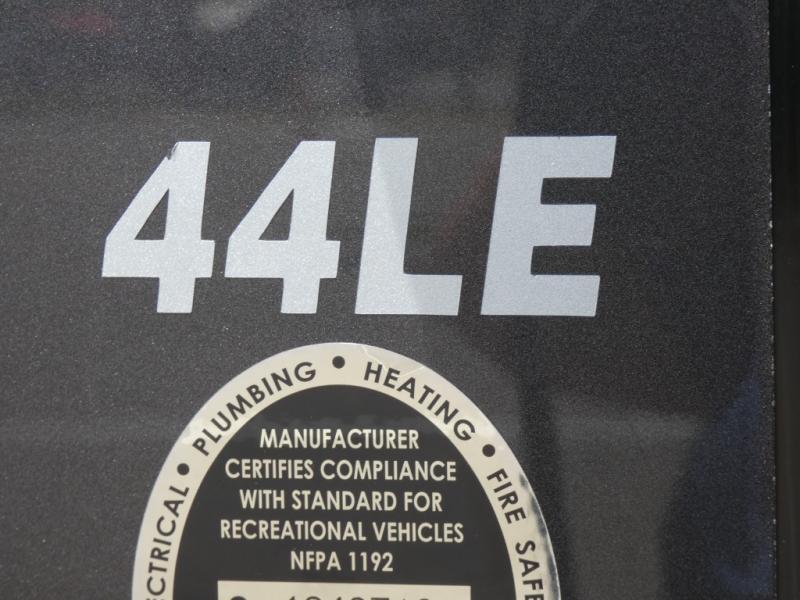 44LE
PLUMBING • HEATING
MANUFACTURER
CERTIFIES COMPLIANCE
WITH STANDARD FOR
RECREATIONAL VEHICLES
NFPA 1192
• FIRE